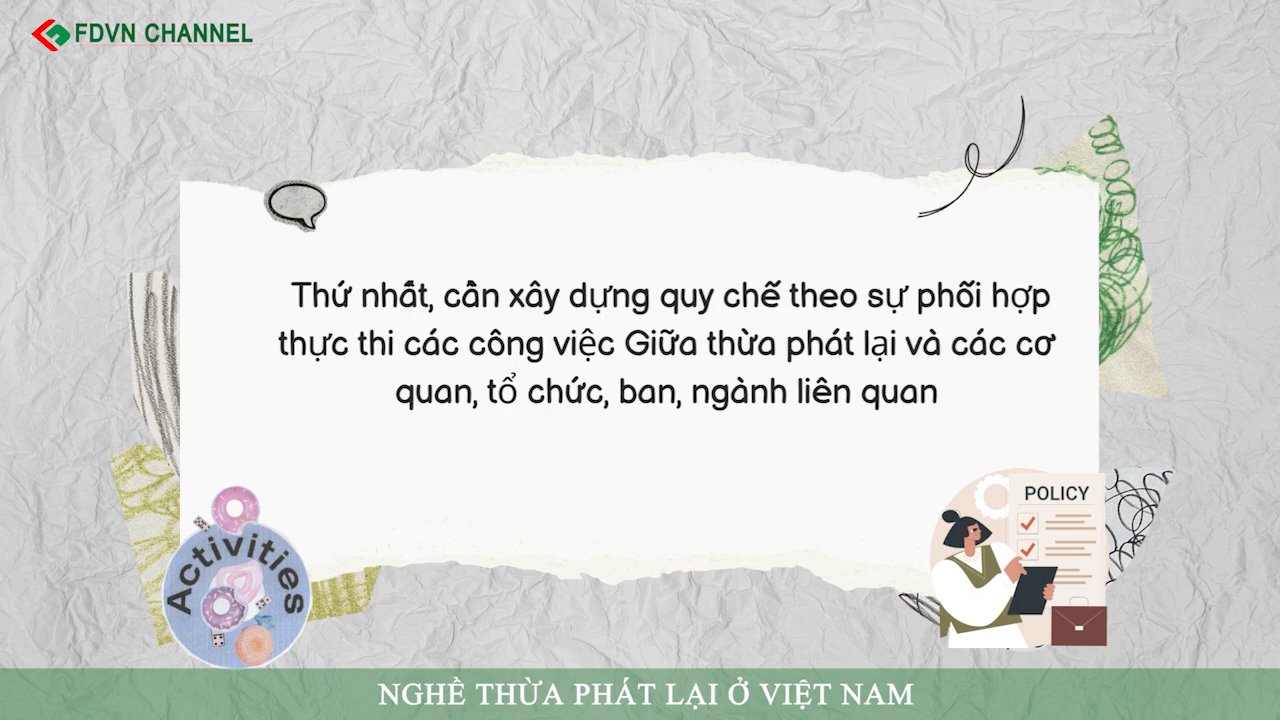 FDVN CHANNEL
Thứ nhất, cần xây dựng quy chế theo sự phối hợp
thực thi các công việc Giữa thừa phát lại và các cơ
quan, tổ chức, ban, ngành liên quan
POLICY
Activities
NGHỀ THỪA PHÁT LẠI Ở VIỆT NAM